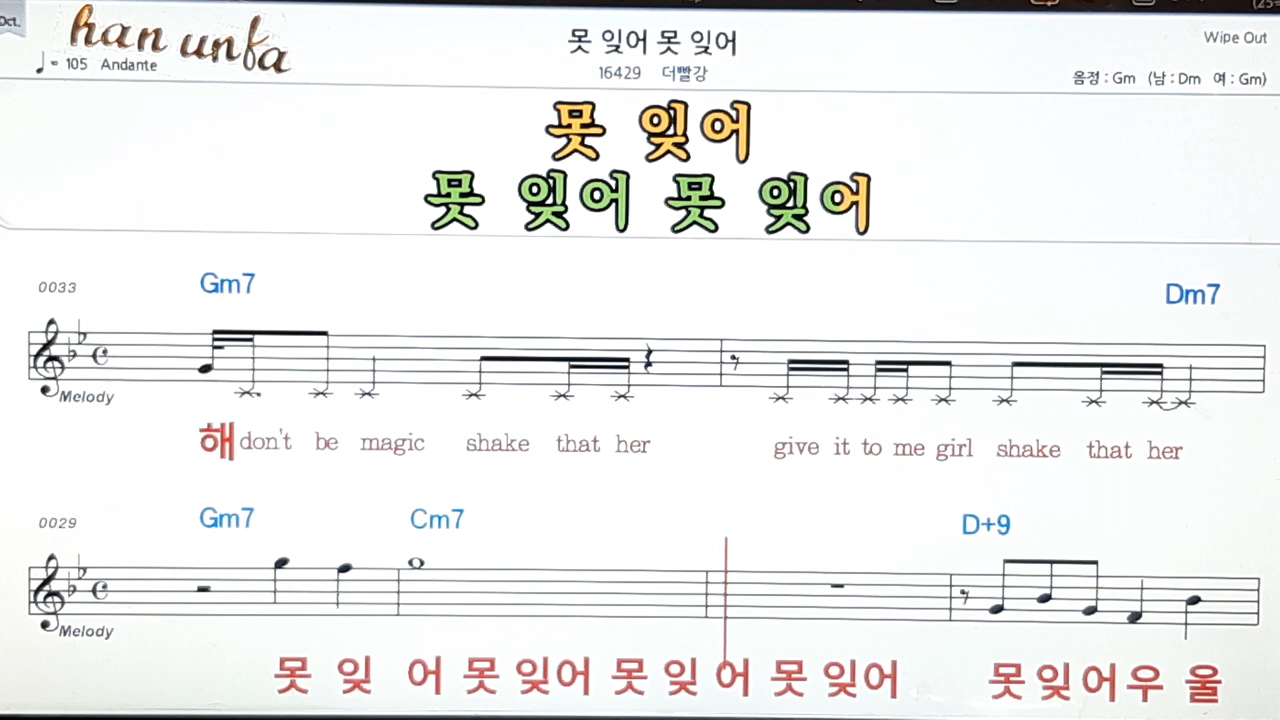 Oct.
han unfa
♩ = 105 Andante
못 잊어 못 잊어
16429 더빨강
Wipe Out
음정 : Gm (남 : Dm 여 : Gm)
못 잊어
못 잊어 못 잊어
0033 Gm7 Dm7
Melody
해 don't be magic shake that her give it to me girl shake that her
0029 Gm7 Cm7 D+9
Melody
못 잊 어 못 잊어 못 잊 어 못 잊어 못잊어우 울